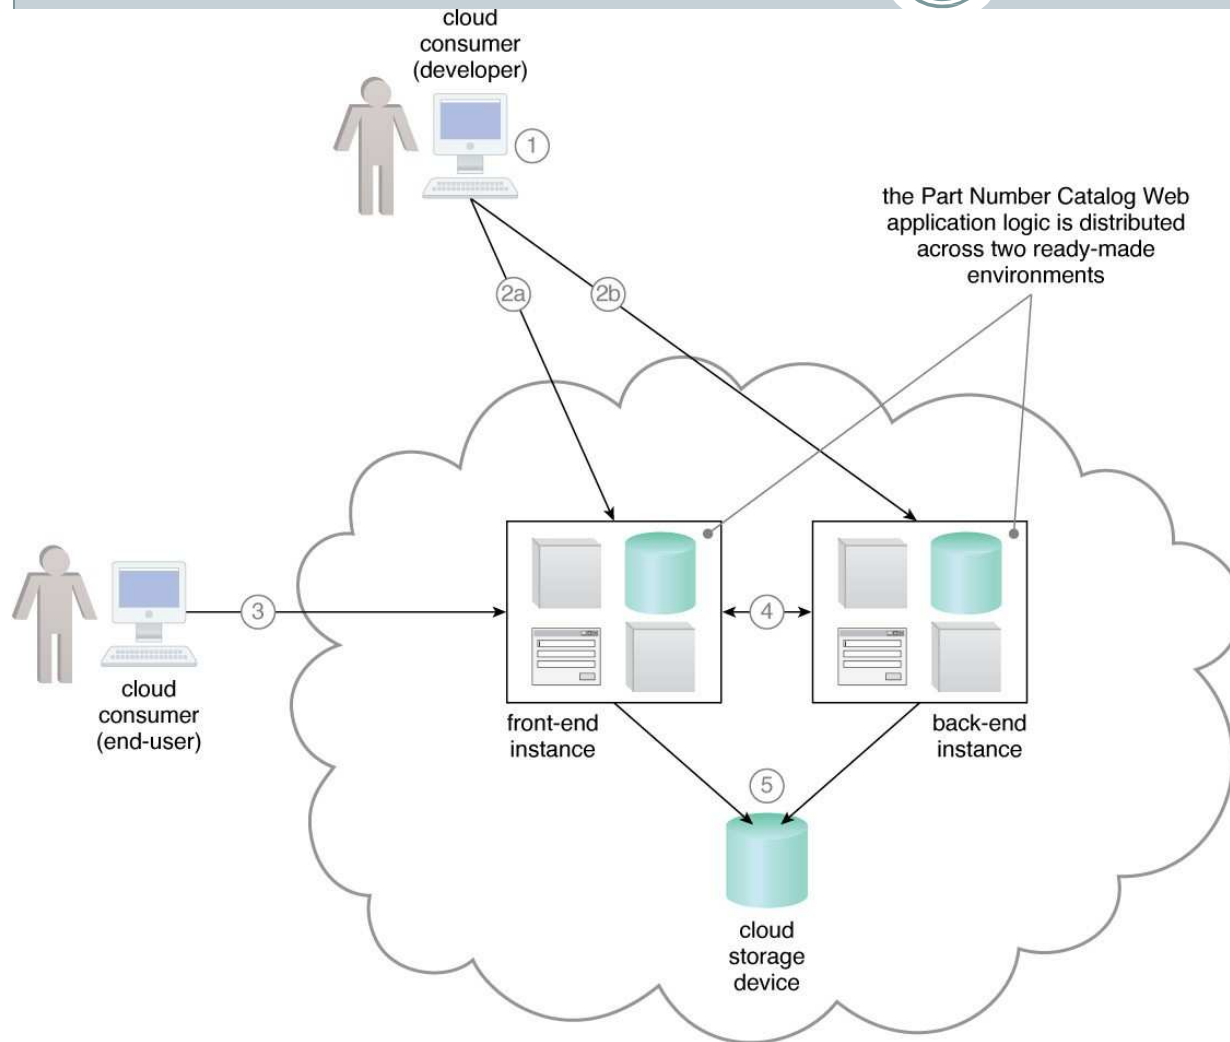 cloud
consumer
(developer)
1
the Part Number Catalog Web
application logic is distributed
across two ready-made
environments
2a
2b
3
4
cloud
consumer
(end-user)
front-end
instance
back-end
instance
5
cloud
storage
device